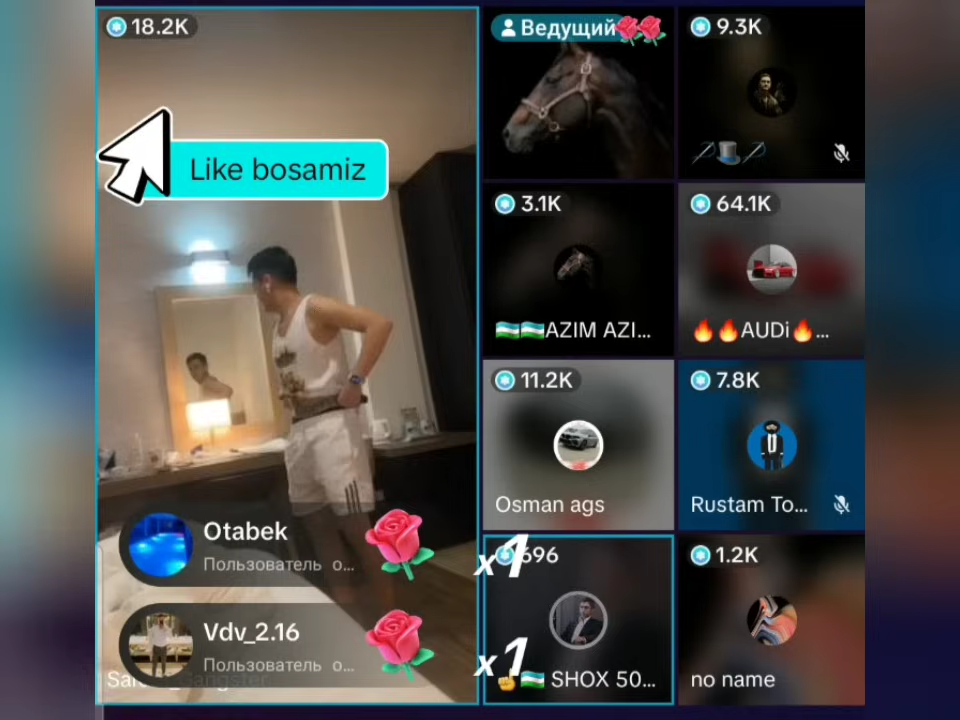 18.2K
Like bosamiz
Otabek
Пользователь о...
Vdv_2.16
Пользователь о...
Ведущий
9.3K
3.1K
AZIM AZI...
64.1K
AUDi...
11.2K
Osman ags
7.8K
Rustam To...
x1
696
x1
SHOX 50...
1.2K
no name